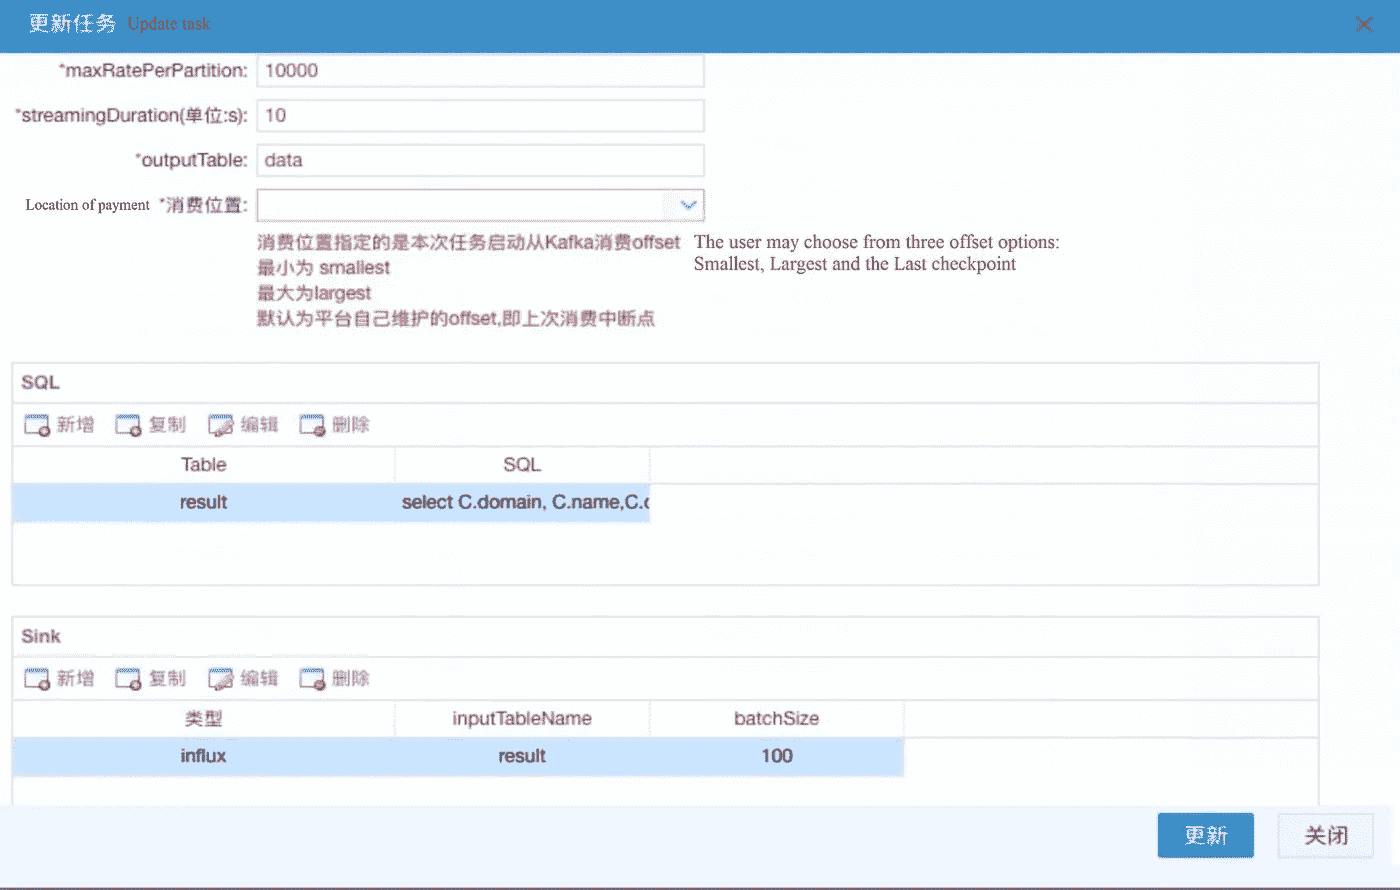 更新任务 Update task
*maxRatePerPartition: 10000
*streamingDuration(单位:s): 10
*outputTable: data
Location of payment *消费位置:
消费位置指定的是本次任务启动从Kafka消费offset
最小为 smallest
最大为largest
默认为平台自己维护的offset,即上次消费中断点
The user may choose from three offset options:
Smallest, Largest and the Last checkpoint
SQL
新增 复制 编辑 删除
Table SQL
result select C.domain, C.name,C.
Sink
新增 复制 编辑 删除
类型 inputTableName batchSize
influx result 100
更新 关闭